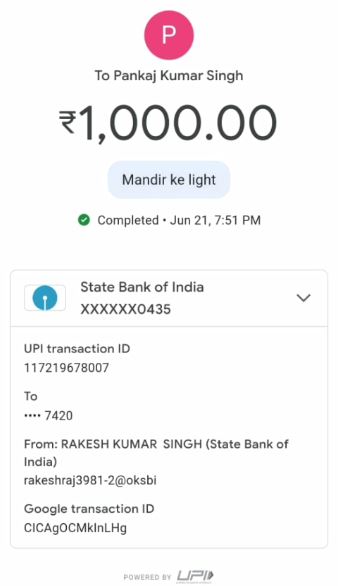 P
To Pankaj Kumar Singh
₹1,000.00
Mandir ke light
Completed • Jun 21, 7:51 PM
State Bank of India
XXXXXX0435
UPI transaction ID
117219678007
To
•••• 7420
From: RAKESH KUMAR SINGH (State Bank of
India)
rakeshraj3981-2@oksbi
Google transaction ID
CICAgOCMkInLHg
POWERED BY UPI